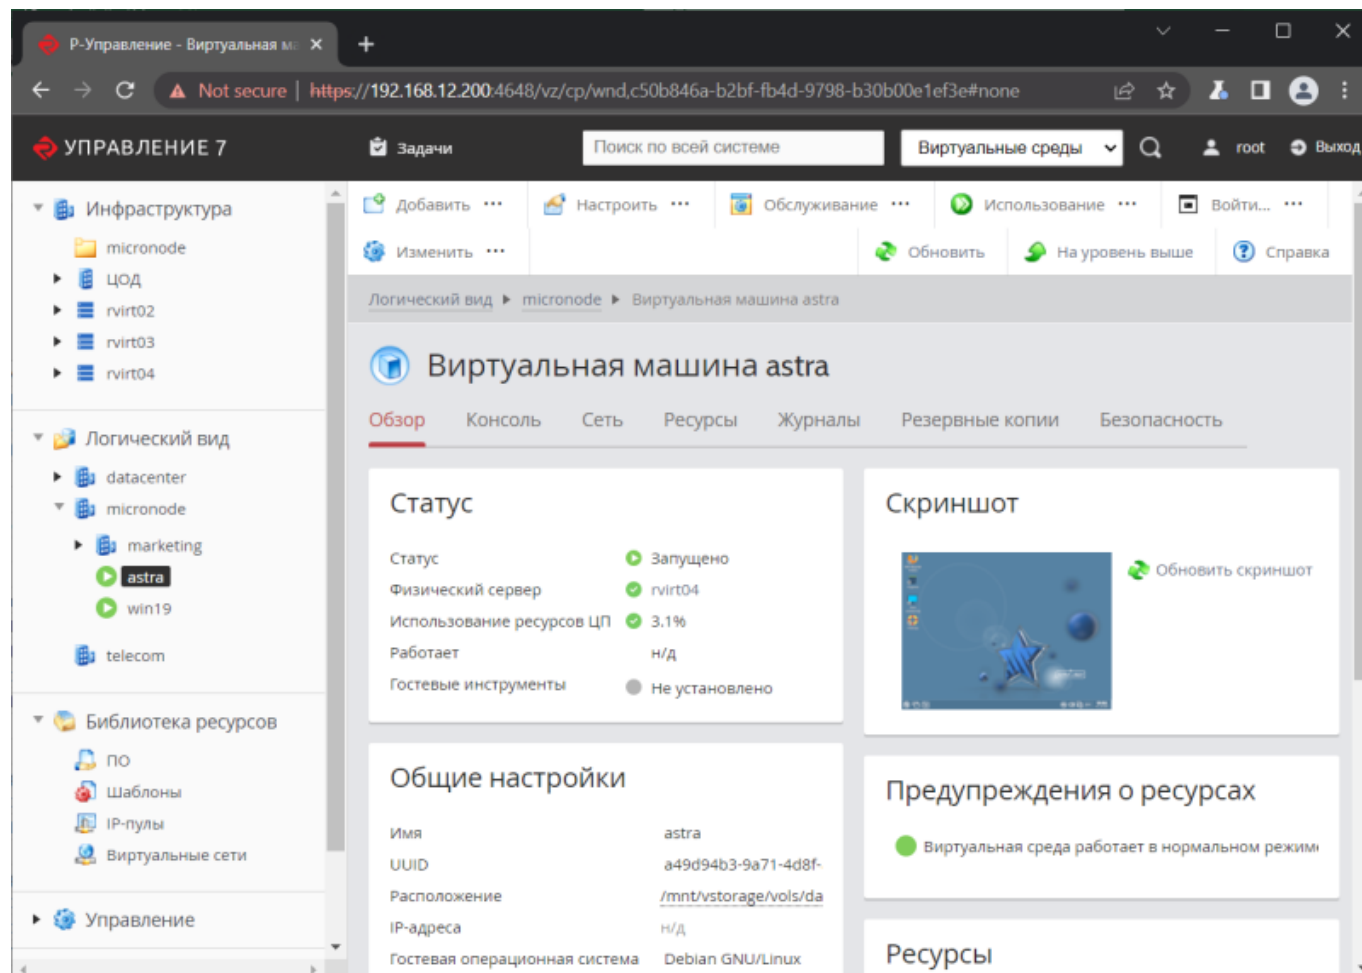 Р-Управление - Виртуальная ма
Not secure | https://192.168.12.200:4648/vz/cp/wnd,c50b846a-b2bf-fb4d-9798-b30b00e1ef3e#none
УПРАВЛЕНИЕ 7
Задачи
Поиск по всей системе
Виртуальные среды
root
Выход
Инфраструктура
micronode
ЦОД
rvirt02
rvirt03
rvirt04
Логический вид
datacenter
micronode
marketing
astra
win19
telecom
Библиотека ресурсов
ПО
Шаблоны
IP-пулы
Виртуальные сети
Управление
Добавить ···
Настроить ···
Обслуживание ···
Использование ···
Войти... ···
Изменить ···
Обновить
На уровень выше
Справка
Логический вид
micronode
Виртуальная машина astra
Виртуальная машина astra
Обзор
Консоль
Сеть
Ресурсы
Журналы
Резервные копии
Безопасность
Статус
Статус Запущено
Физический сервер rvirt04
Использование ресурсов ЦП 3.1%
Работает н/д
Гостевые инструменты Не установлено
Скриншот
Обновить скриншот
Общие настройки
Имя astra
UUID a49d94b3-9a71-4d8f-
Расположение /mnt/vstorage/vols/da
IP-адреса н/д
Гостевая операционная система Debian GNU/Linux
Предупреждения о ресурсах
Виртуальная среда работает в нормальном режиме
Ресурсы